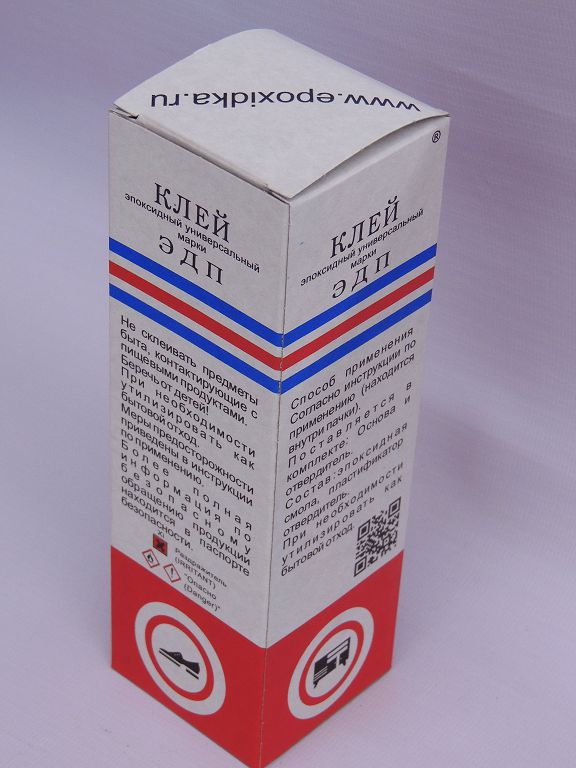 www.epoxidka.ru
®
КЛЕЙ
эпоксидный универсальный
марки
ЭДП
Не склеивать предметы
быта, контактирующие с
пищевыми продуктами.
Беречь от детей!
При необходимости
утилизировать как
бытовой отход.
Меры предосторожности
приведены в инструкции
по применению.
Более полная
информация по
безопасному
обращению продукции
находится в паспорте
безопасности.
Xi
Раздражитель
(IRRITANT)
"Опасно
(Danger)"
КЛЕЙ
эпоксидный универсальный
марки
ЭДП
Способ применения
Согласно инструкции по
применению (находится
внутри пачки).
Поставляется в
комплекте: Основа и
отвердитель.
Состав:эпоксидная
смола, пластификатор
отвердитель.
При необходимости
утилизировать как
бытовой отход